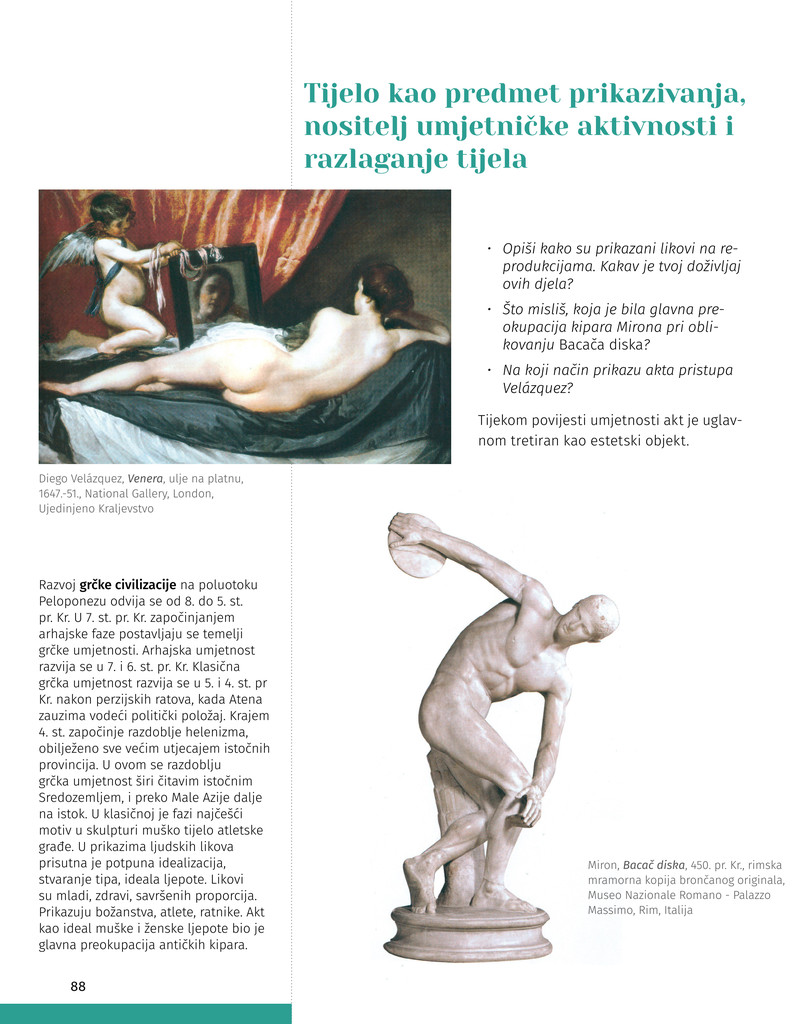 Tijelo kao predmet prikazivanja,
nositelj umjetničke aktivnosti i
razlaganje tijela
• Opiši kako su prikazani likovi na re-
produkcijama. Kakav je tvoj doživljaj
ovih djela?
• Što misliš, koja je bila glavna pre-
okupacija kipara Mirona pri obli-
kovanju Bacača diska?
• Na koji način prikazu akta pristupa
Velázquez?
Tijekom povijesti umjetnosti akt je uglav-
nom tretiran kao estetski objekt.
Diego Velázquez, Venera, ulje na platnu,
1647.-51., National Gallery, London,
Ujedinjeno Kraljevstvo
Razvoj grčke civilizacije na poluotoku
Peloponezu odvija se od 8. do 5. st.
pr. Kr. U 7. st. pr. Kr. započinjanjem
arhajske faze postavljaju se temelji
grčke umjetnosti. Arhajska umjetnost
razvija se u 7. i 6. st. pr. Kr. Klasična
grčka umjetnost razvija se u 5. i 4. st. pr
Kr. nakon perzijskih ratova, kada Atena
zauzima vodeći politički položaj. Krajem
4. st. započinje razdoblje helenizma,
obilježeno sve većim utjecajem istočnih
provincija. U ovom se razdoblju
grčka umjetnost širi čitavim istočnim
Sredozemljem, i preko Male Azije dalje
na istok. U klasičnoj je fazi najčešći
motiv u skulpturi muško tijelo atletske
građe. U prikazima ljudskih likova
prisutna je potpuna idealizacija,
stvaranje tipa, ideala ljepote. Likovi
su mladi, zdravi, savršenih proporcija.
Prikazuju božanstva, atlete, ratnike. Akt
kao ideal muške i ženske ljepote bio je
glavna preokupacija antičkih kipara.
Miron, Bacač diska, 450. pr. Kr., rimska
mramorna kopija brončanog originala,
Museo Nazionale Romano - Palazzo
Massimo, Rim, Italija
88